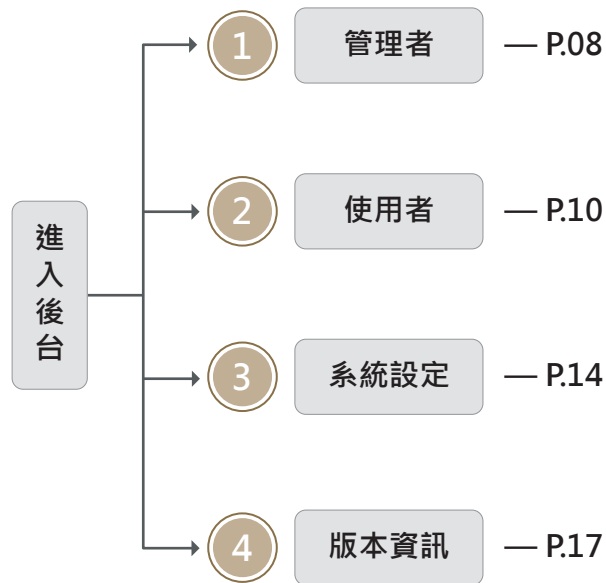 進入後台
1 管理者 — P.08
2 使用者 — P.10
3 系統設定 — P.14
4 版本資訊 — P.17